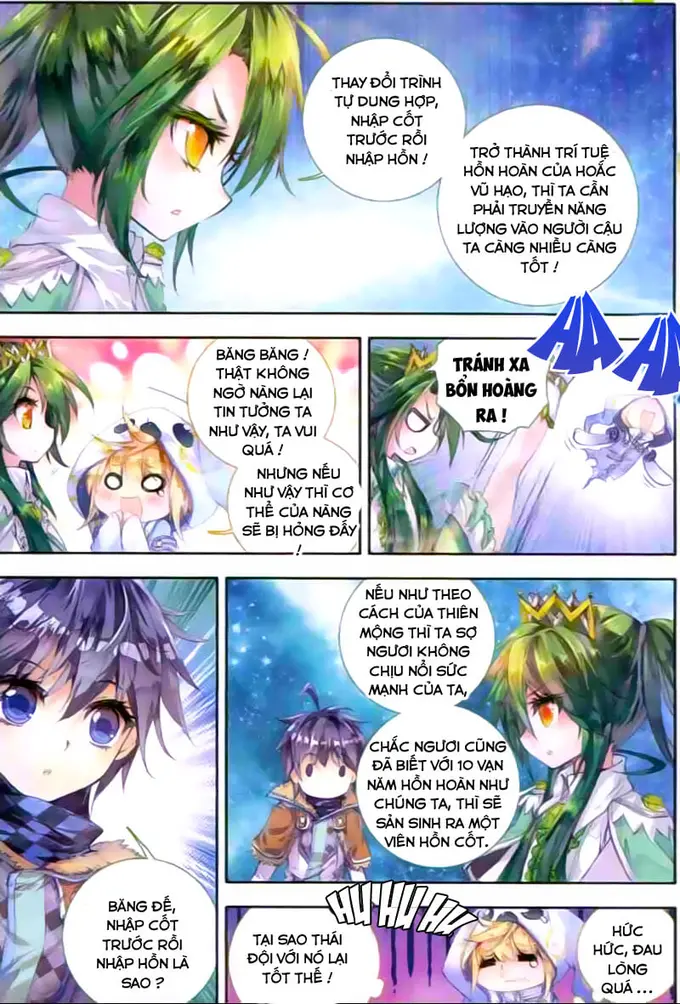 THAY ĐỔI TRÌNH
TỰ DUNG HỢP,
NHẬP CỐT
TRƯỚC RỒI
NHẬP HỒN !
TRỞ THÀNH TRÍ TUỆ
HỒN HOÀN CỦA HOẮC
VŨ HẠO, THÌ TA CẦN
PHẢI TRUYỀN NĂNG
LƯỢNG VÀO NGƯỜI CẬU
TA CÀNG NHIỀU CÀNG
TỐT !
BĂNG BĂNG !
THẬT KHÔNG
NGỜ NÀNG LẠI
TIN TƯỞNG TA
NHƯ VẬY, TA VUI
QUÁ !
NHƯNG NẾU
NHƯ VẬY THÌ CƠ
THỂ CỦA NÀNG
SẼ BỊ HỎNG ĐẤY
!
TRÁNH XA
BỔN HOÀNG
RA !
HA HA
BĂNG ĐẾ,
NHẬP CỐT
TRƯỚC RỒI
NHẬP HỒN LÀ
SAO ?
NẾU NHƯ THEO
CÁCH CỦA THIÊN
MỘNG THÌ TA SỢ
NGƯƠI KHÔNG
CHỊU NỔI SỨC
MẠNH CỦA TA,
CHẮC NGƯƠI CŨNG
ĐÃ BIẾT VỚI 10 VẠN
NĂM HỒN HOÀN NHƯ
CHÚNG TA, THÌ SẼ
SẢN SINH RA MỘT
VIÊN HỒN CỐT.
HU HU HU
TẠI SAO THÁI
ĐỘI VỚI NÓ LẠI
TỐT THẾ !
HỨC
HỨC, ĐAU
LÒNG
QUÁ ...